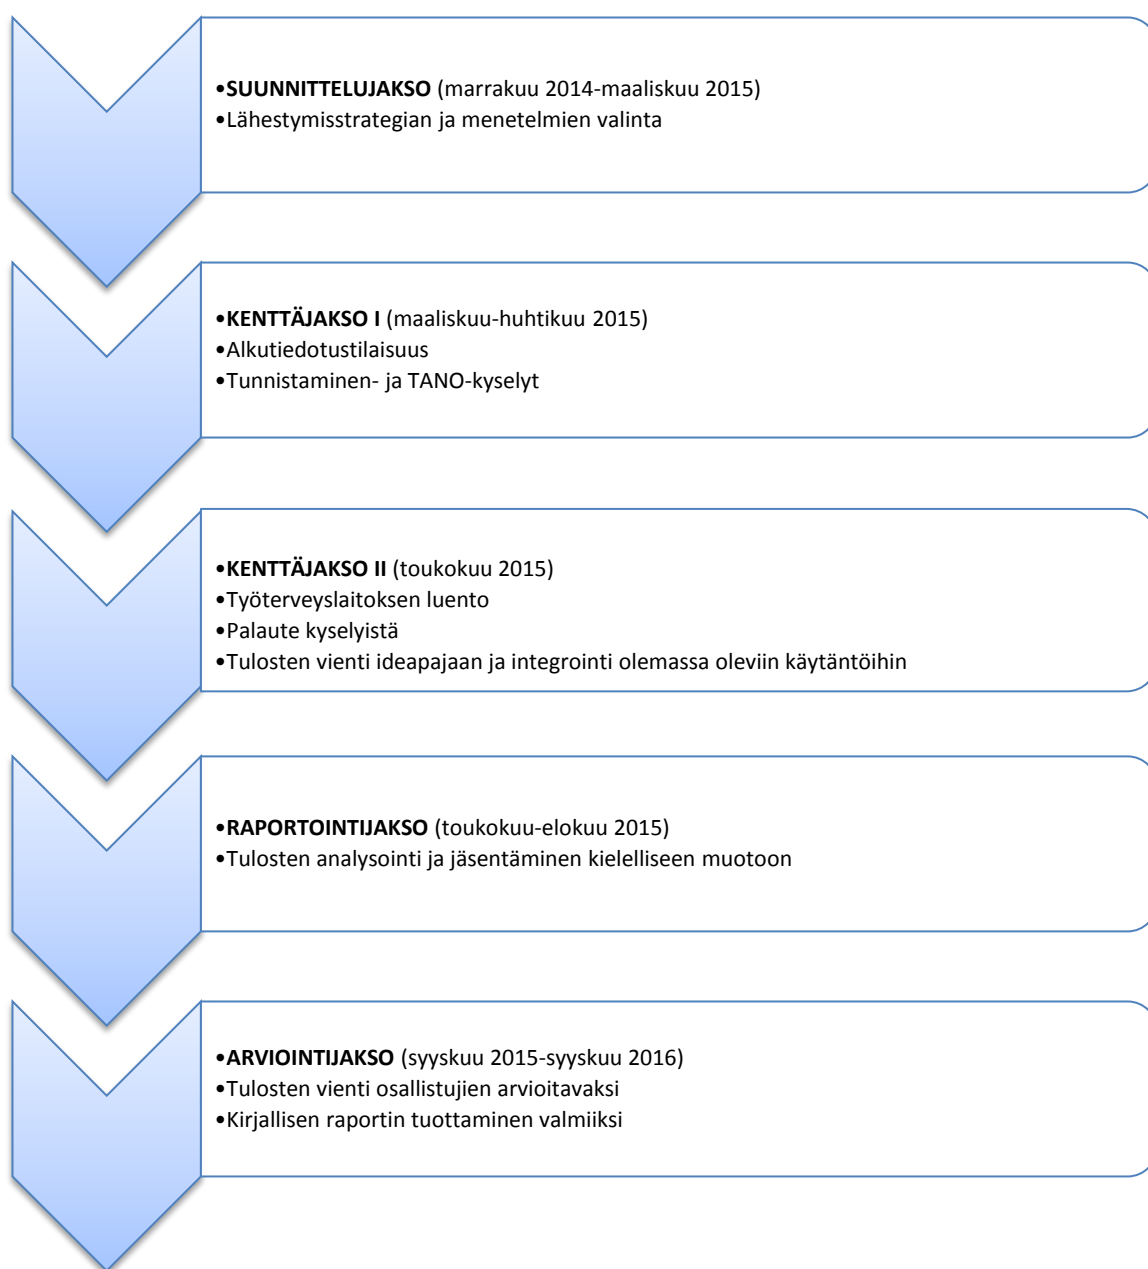 •SUUNNITTELUJAKSO (marrakuu 2014-maaliskuu 2015)
•Lähestymisstrategian ja menetelmien valinta
•KENTTÄJAKSO I (maaliskuu-huhtikuu 2015)
•Alkutiedotustilaisuus
•Tunnistaminen- ja TANO-kyselyt
•KENTTÄJAKSO II (toukokuu 2015)
•Työterveyslaitoksen luento
•Palaute kyselyistä
•Tulosten vienti ideapajaan ja integrointi olemassa oleviin käytäntöihin
•RAPORTOINTIJAKSO (toukokuu-elokuu 2015)
•Tulosten analysointi ja jäsentäminen kielelliseen muotoon
•ARVIOINTIJAKSO (syyskuu 2015-syyskuu 2016)
•Tulosten vienti osallistujien arvioitavaksi
•Kirjallisen raportin tuottaminen valmiiksi